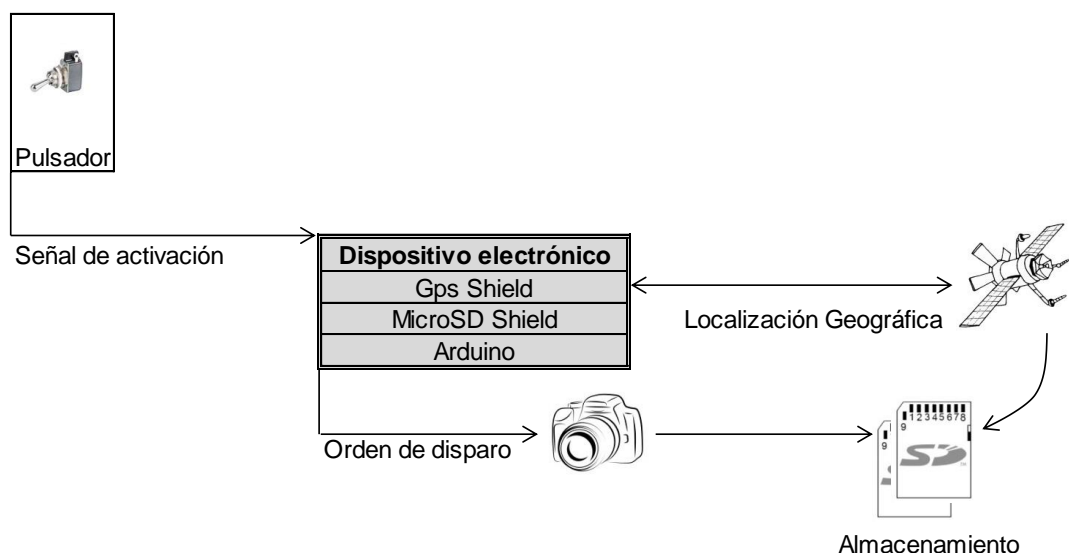 Pulsador
Señal de activación
Dispositivo electrónico
Gps Shield
MicroSD Shield
Arduino
Localización Geográfica
Orden de disparo
12345678
9
9
SD
Almacenamiento